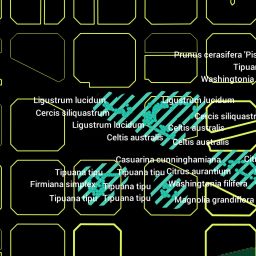 Prunus cerasifera 'Pis
Tipua
Washingtonia
Ligustrum lucidum
Ligustrum lucidum
Cercis siliquastrum
Cercis siliquastr
Ligustrum lucidum
Celtis australis
Celtis australis
Celtis australis
Casuarina cunninghamiana
Cit
Tipuana tipu
Tipuana tipu
Citrus aurantium
Firmiana simplex
Tipuana tipu
Washingtonia filifera
Tipuana tipu
Tipuana tipu
Magnolia grandiflora